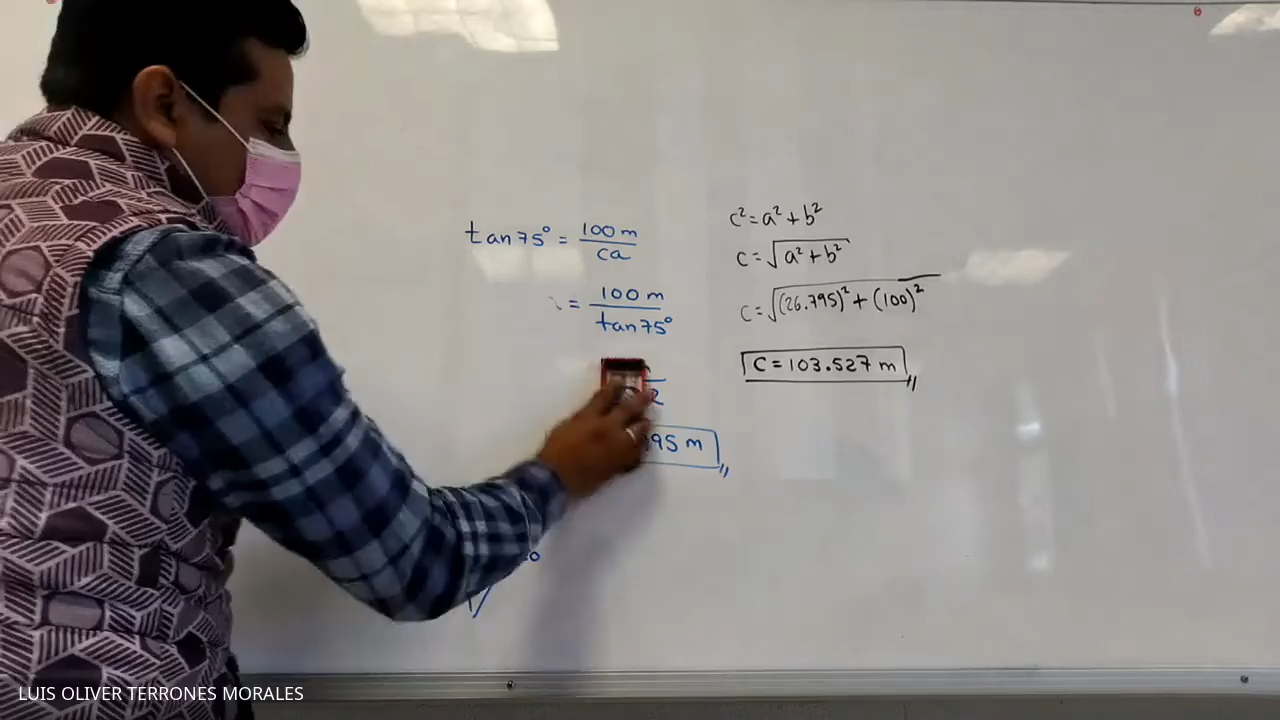 tan 75° = 100 m / ca
= 100 m / tan 75°
2
95 m
c² = a² + b²
c = √a² + b²
c = √(26.795)² + (100)²
C = 103.527 m
LUIS OLIVER TERRONES MORALES